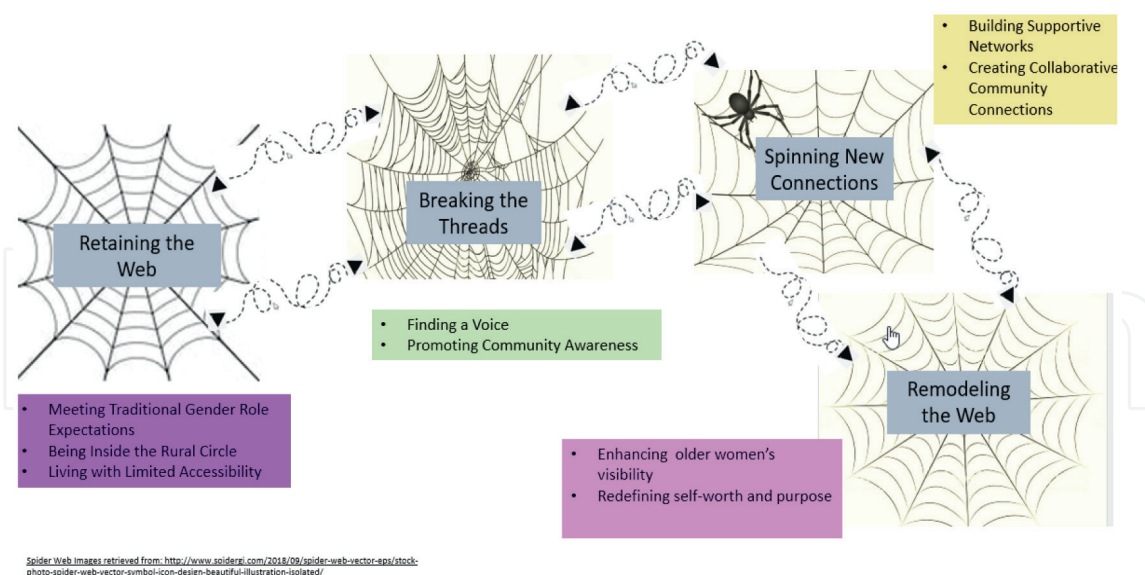 Retaining the
Web
• Meeting Traditional Gender Role
Expectations
• Being Inside the Rural Circle
• Living with Limited Accessibility
Breaking the
Threads
• Finding a Voice
• Promoting Community Awareness
Spinning New
Connections
• Building Supportive
Networks
• Creating Collaborative
Community
Connections
Remodeling
the Web
• Enhancing older women's
visibility
• Redefining self-worth and purpose
Spider Web Images retrieved from: http://www.spidergi.com/2018/09/spider-web-vector-eps/stock-
photo-spider-web-vector-symbol-icon-design-beautiful-illustration-isolated/